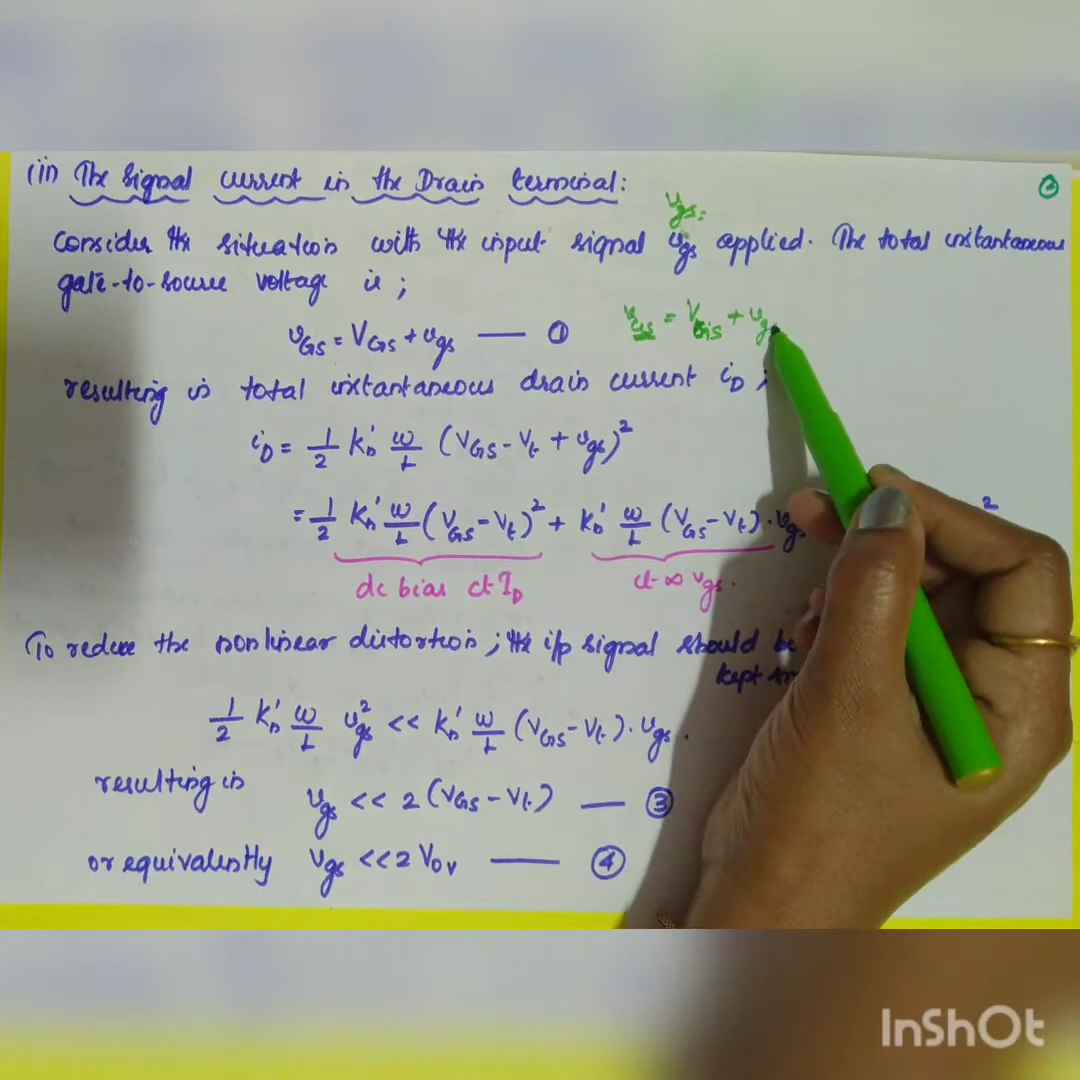 (ii) The Signal current in the Drain terminal:
②
vgs:
Consider the situation with the input signal vgs applied. The total instantaneous
gate-to-source voltage is;
vGS = VGS + vgs —— ①
vGS = VGS + vg
resulting in total instantaneous drain current iD;
iD = 1/2 Kn' W/L (VGS - Vt + vgs)²
= 1/2 Kn' W/L (VGS - Vt)² + Kn' W/L (VGS - Vt) . vgs ²
dc bias ct ID
ct ∝ vgs.
To reduce the nonlinear distortion; the i/p signal should be
kept
1/2 Kn' W/L vgs² << Kn' W/L (VGS - Vt) . vgs.
resulting in
vgs << 2 (VGS - Vt) —— ③
or equivalently vgs << 2 VOV —— ④
InShOt